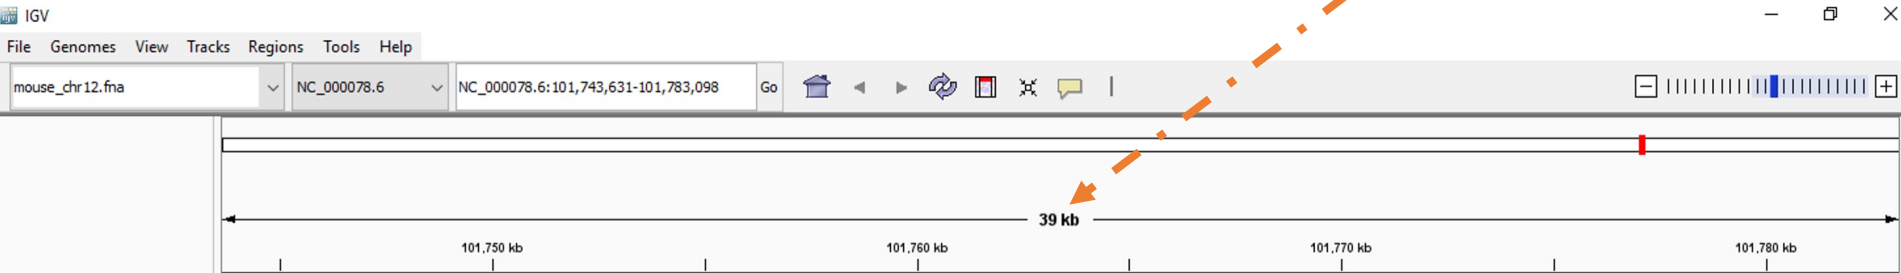 IGV
File Genomes View Tracks Regions Tools Help
mouse_chr12.fna NC_000078.6 NC_000078.6:101,743,631-101,783,098 Go
39 kb
101,750 kb 101,760 kb 101,770 kb 101,780 kb